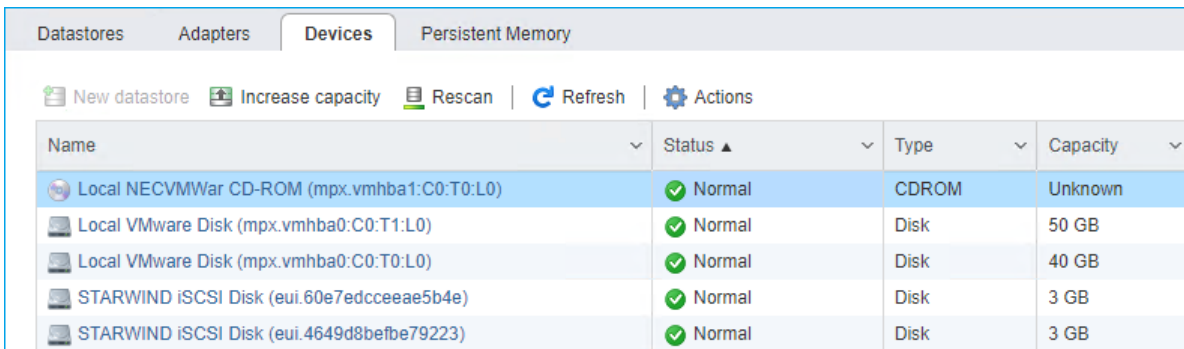 Datastores Adapters Devices Persistent Memory
New datastore Increase capacity Rescan Refresh Actions
Name Status ▲ Type Capacity
Local NECVMWar CD-ROM (mpx.vmhba1:C0:T0:L0) Normal CDROM Unknown
Local VMware Disk (mpx.vmhba0:C0:T1:L0) Normal Disk 50 GB
Local VMware Disk (mpx.vmhba0:C0:T0:L0) Normal Disk 40 GB
STARWIND iSCSI Disk (eui.60e7edcceeae5b4e) Normal Disk 3 GB
STARWIND iSCSI Disk (eui.4649d8befbe79223) Normal Disk 3 GB